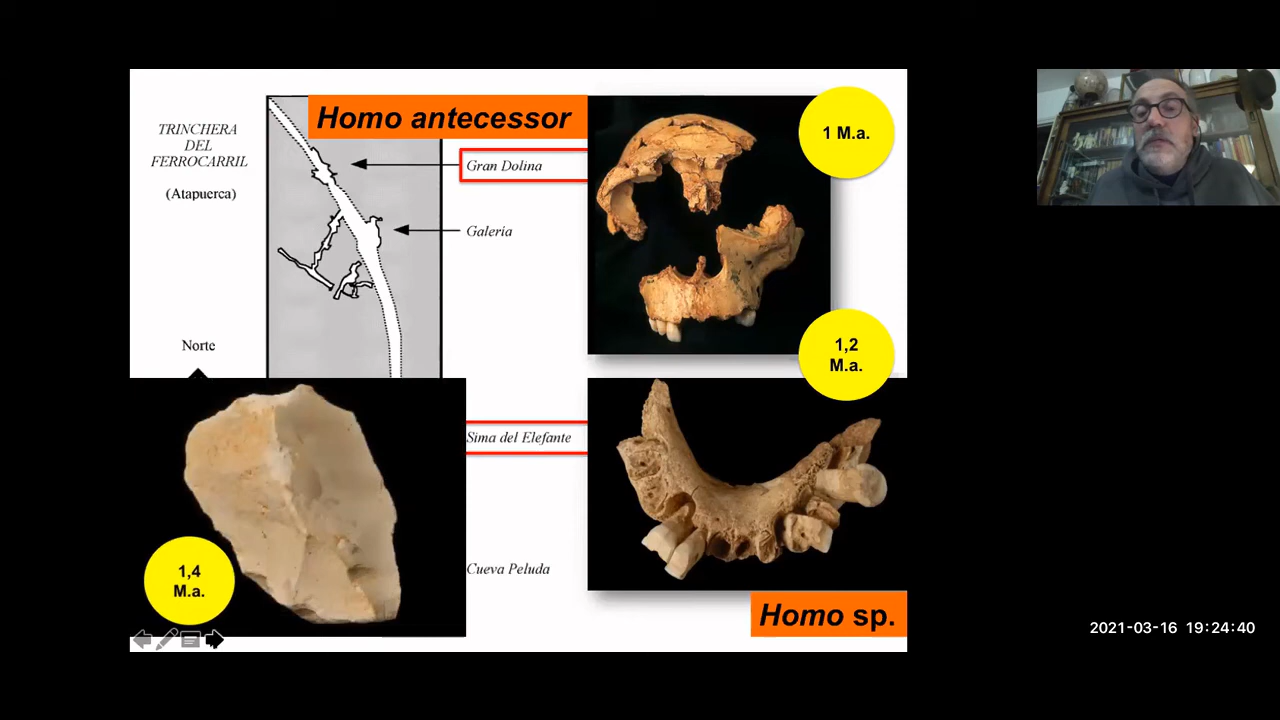 TRINCHERA
DEL
FERROCARRIL
(Atapuerca)
Homo antecessor
Gran Dolina
Galería
1 M.a.
Norte
1,2
M.a.
Sima del Elefante
1,4
M.a.
Cueva Peluda
Homo sp.
2021-03-16 19:24:40